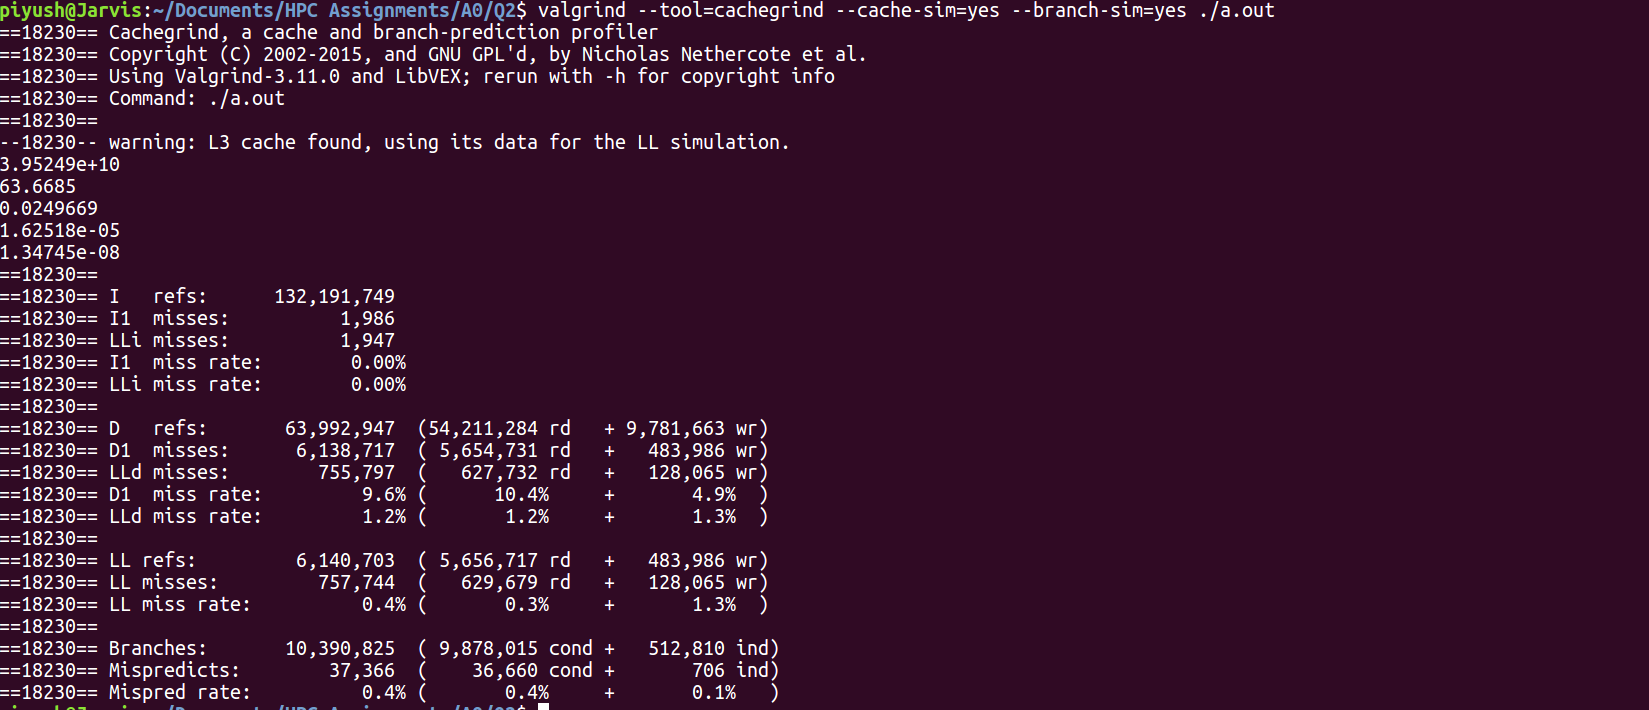 piyush@Jarvis:~/Documents/HPC Assignments/A0/Q2$ valgrind --tool=cachegrind --cache-sim=yes --branch-sim=yes ./a.out
==18230== Cachegrind, a cache and branch-prediction profiler
==18230== Copyright (C) 2002-2015, and GNU GPL'd, by Nicholas Nethercote et al.
==18230== Using Valgrind-3.11.0 and LibVEX; rerun with -h for copyright info
==18230== Command: ./a.out
==18230==
--18230-- warning: L3 cache found, using its data for the LL simulation.
3.95249e+10
63.6685
0.0249669
1.62518e-05
1.34745e-08
==18230==
==18230== I   refs:      132,191,749
==18230== I1  misses:          1,986
==18230== LLi misses:          1,947
==18230== I1  miss rate:        0.00%
==18230== LLi miss rate:        0.00%
==18230==
==18230== D   refs:       63,992,947  (54,211,284 rd   + 9,781,663 wr)
==18230== D1  misses:      6,138,717  ( 5,654,731 rd   +   483,986 wr)
==18230== LLd misses:        755,797  (   627,732 rd   +   128,065 wr)
==18230== D1  miss rate:         9.6% (      10.4%     +       4.9%  )
==18230== LLd miss rate:         1.2% (       1.2%     +       1.3%  )
==18230==
==18230== LL refs:         6,140,703  ( 5,656,717 rd   +   483,986 wr)
==18230== LL misses:         757,744  (   629,679 rd   +   128,065 wr)
==18230== LL miss rate:          0.4% (       0.3%     +       1.3%  )
==18230==
==18230== Branches:       10,390,825  ( 9,878,015 cond +   512,810 ind)
==18230== Mispredicts:        37,366  (    36,660 cond +       706 ind)
==18230== Mispred rate:          0.4% (       0.4%     +       0.1%   )
piyush@Jarvis:~/Documents/HPC Assignments/A0/Q2$